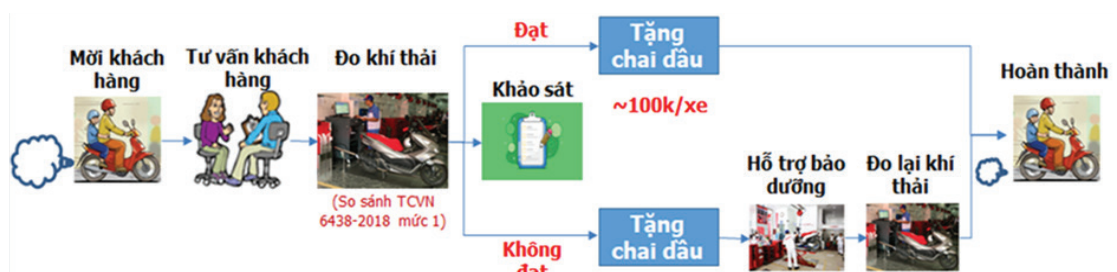 Mời khách
hàng
Tư vấn khách
hàng
Đo khí thải
(So sánh TCVN
6438-2018 mức 1)
Khảo sát
Đạt
Tặng
chai dầu
~100k/xe
Không
đạt
Tặng
chai dầu
Hỗ trợ bảo
dưỡng
Đo lại khí
thải
Hoàn thành